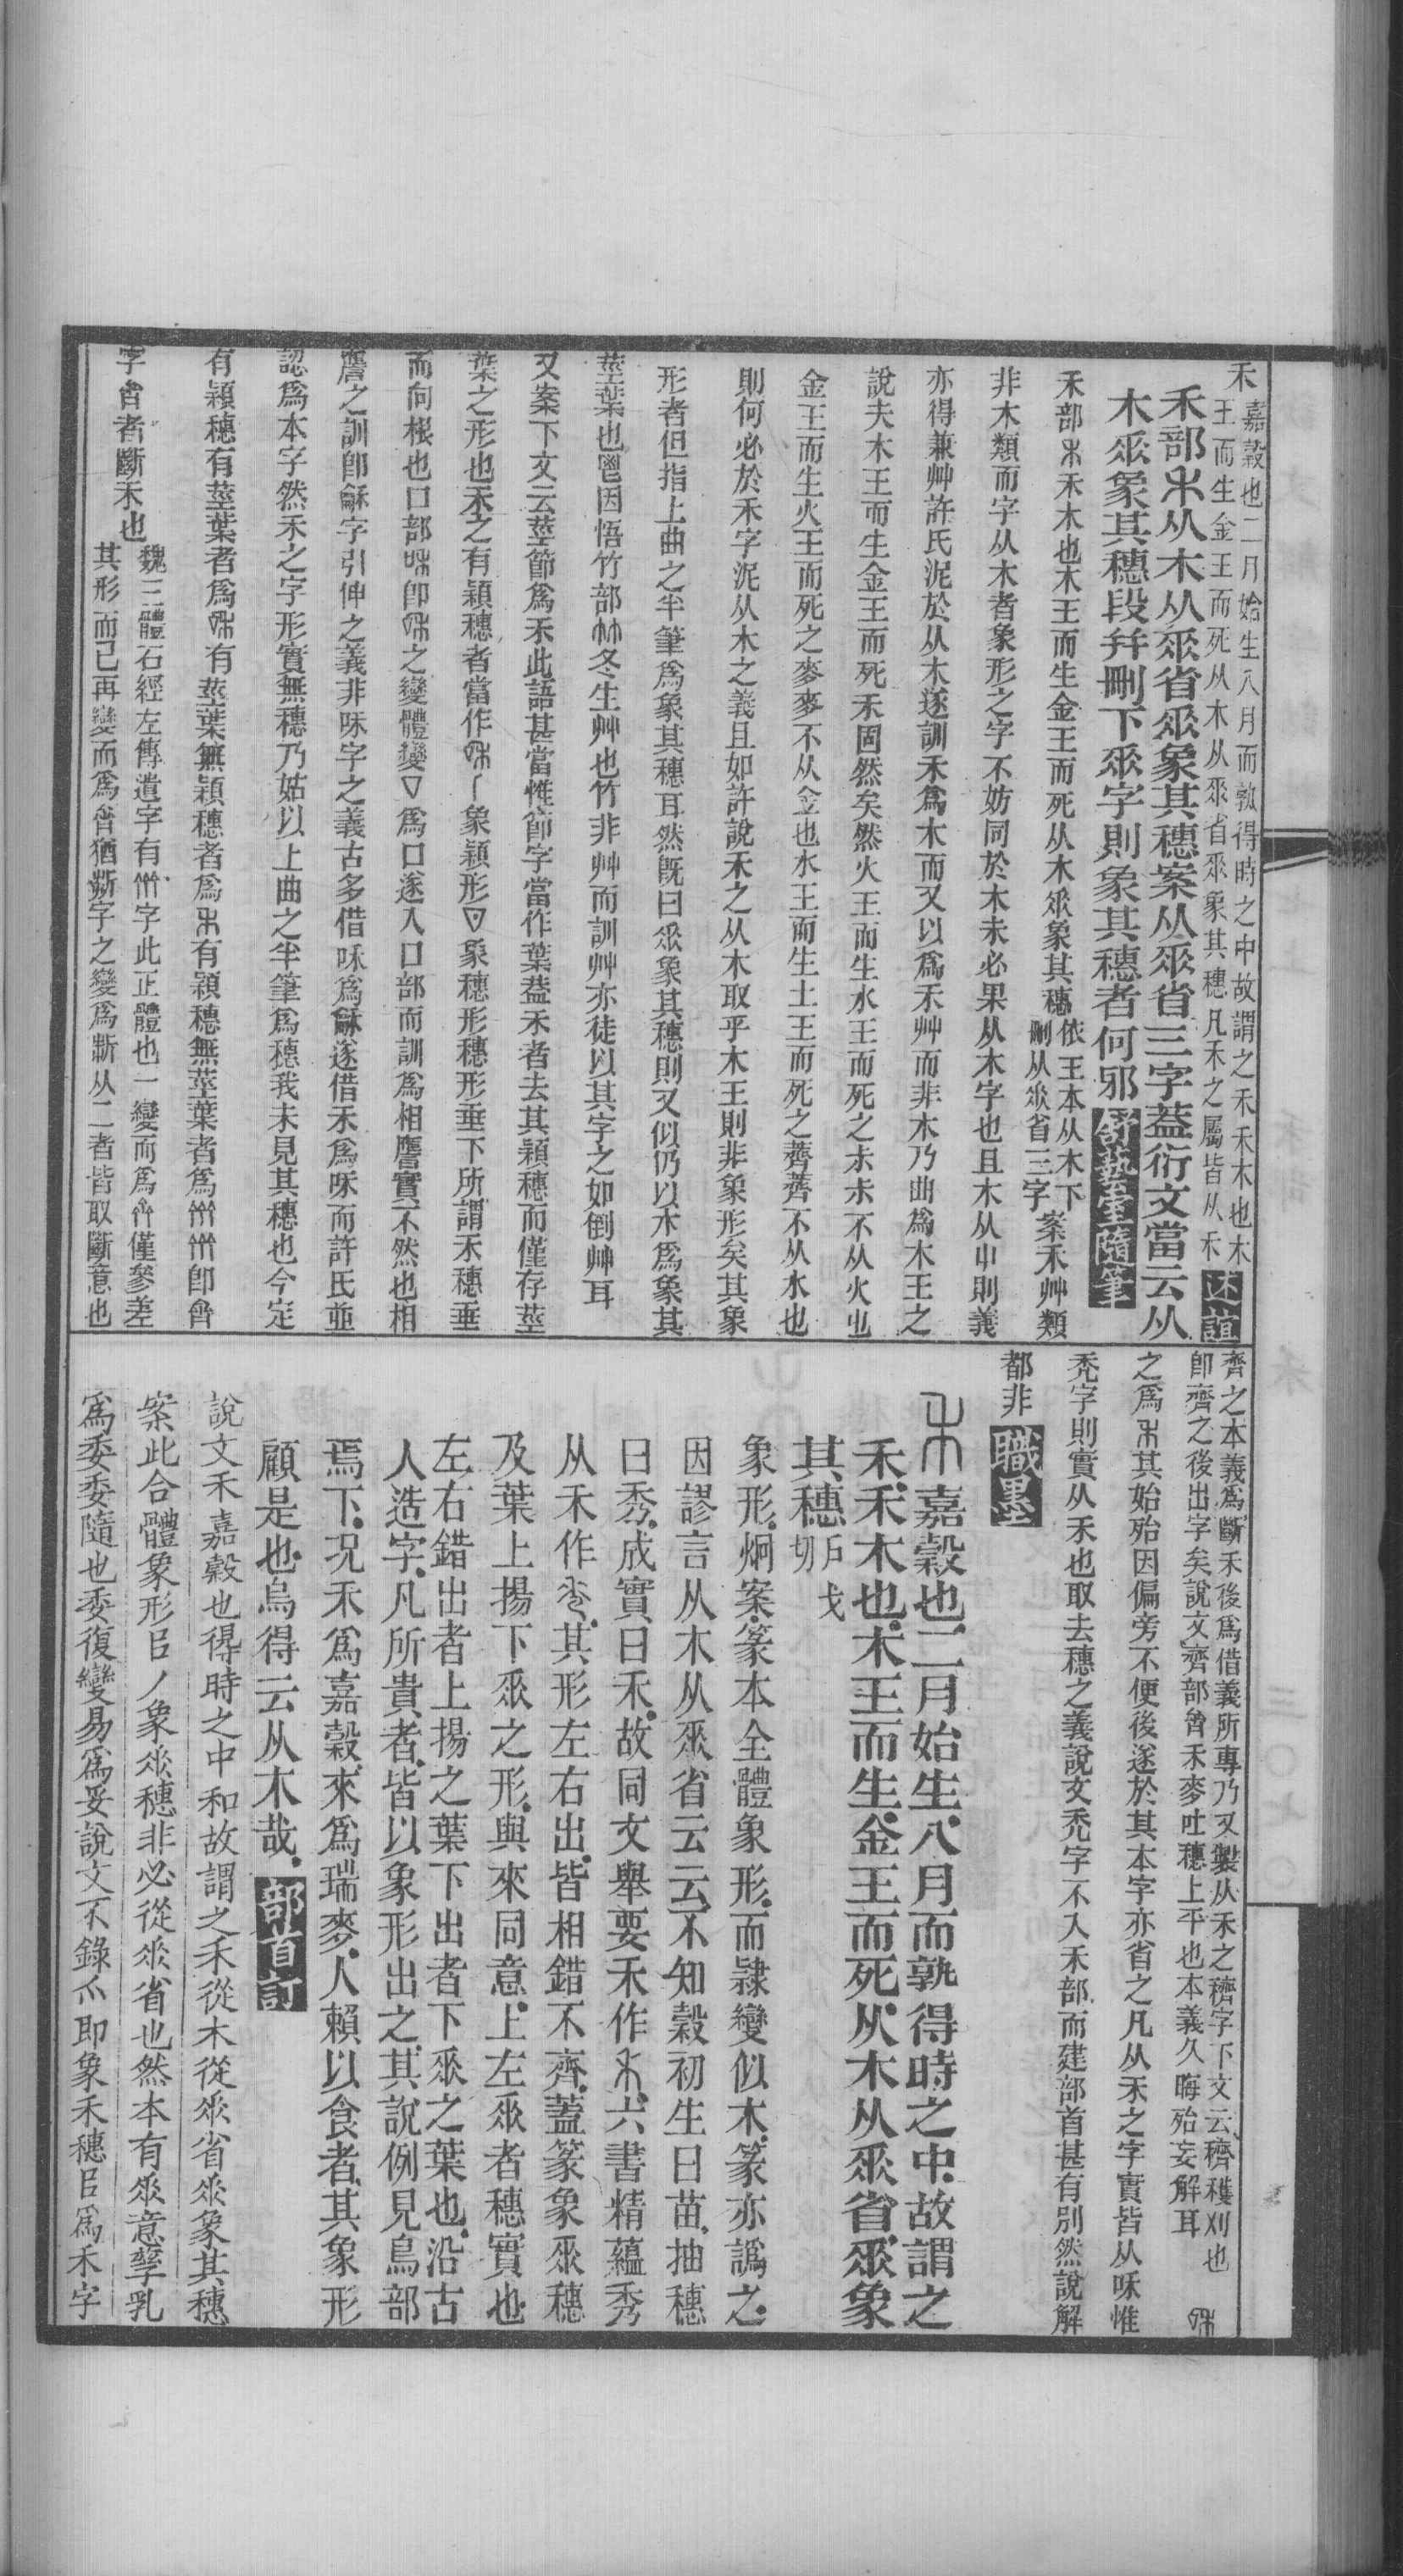 禾
嘉穀也二月始生八月而孰得時之中故謂之禾禾木也木
王而生金王而死从木从𠂹省𠂹象其穗凡禾之屬皆从禾
述誼
禾部从木从𠂹省𠂹象其穗案从𠂹省三字蓋衍文當云从
木𠂹象其穗段幷刪下𠂹字則象其穗者何邪
舒藝室隨筆
禾部禾木也木王而生金王而死从木𠂹象其穗
依王本从木下
刪从𠂹省三字
案禾艸類
非木類而字从木者象形之字不妨同於木未必果从木字也且木从屮則義
亦得兼艸許氏泥於从木遂訓禾爲木而又以爲禾艸而非木乃曲爲木王之
說夫木王而生金王而死禾固然矣然火王而生水王而死之尗尗不从火也
金王而生火王而死之麥麥不从金也水王而生土王而死之薺薺不从水也
則何必於禾字泥从木之義且如許說禾之从木取乎木王則非象形矣其象
形者但指上曲之半筆爲象其穗耳然旣曰𠂹象其穗則又似仍以木爲象其
莖葉也鬯因悟竹部冬生艸也竹非艸而訓艸亦徒以其字之如倒艸耳
又案下文云莖節爲禾此語甚當惟節字當作葉蓋禾者去其穎穗而僅存莖
葉之形也禾之有穎穗者當作象穎形象穗形穗形垂下所謂禾穗垂
而向根也口部卽之變體變▽爲口遂入口部而訓爲相譍實不然也相
譍之訓卽龢字引伸之義非咊字之義古多借咊爲龢遂借禾爲咊而許氏並
認爲本字然禾之字形實無穗乃姑以上曲之半筆爲穗我未見其穗也今定
有穎穗有莖葉者爲有莖葉無穎穗者爲有穎穗無莖葉者爲卽𪗋
字𪗋者斷禾也
魏三體石經左傳遺字有字此正體也一變而爲僅參差
其形而已再變而爲𪗋猶斷字之變爲㫁从二者皆取斷意也
齊之本義爲斷禾後爲借義所專乃又製从禾之穧字下文云穧穫刈也
卽齊之後出字矣說文齊部𪗋禾麥吐穗上平也本義久晦殆妄解耳
之爲其始殆因偏旁不便後遂於其本字亦省之凡从禾之字實皆从咊惟
禿字則實从禾也取去穗之義說文禿字不入禾部而建部首甚有別然說解
都非
職墨
嘉穀也二月始生八月而孰得時之中故謂之
禾禾木也木王而生金王而死从木从𠂹省𠂹象
其穗
戶戈
切
象形炯案篆本全體象形而隸變似木篆亦譌之
因謬言从木从𠂹省云云不知穀初生曰苗抽穗
曰秀成實曰禾故同文舉要禾作六書精蘊秀
从禾作其形左右出皆相錯不齊蓋篆象𠂹穗
及葉上揚下𠂹之形與來同意上左𠂹者穗實也
左右錯出者上揚之葉下出者下𠂹之葉也沿古
人造字凡所貴者皆以象形出之其說例見鳥部
焉下況禾爲嘉穀來爲瑞麥人賴以食者其象形
顧是也烏得云从木哉
部首訂
說文禾嘉穀也得時之中和故謂之禾從木從𠂹省𠂹象其穗
案此合體象形㠯丿象𠂹穗非必從𠂹省也然本有𠂹意孳乳
爲委委隨也委復變易爲妥說文不錄即象禾穗㠯爲禾字